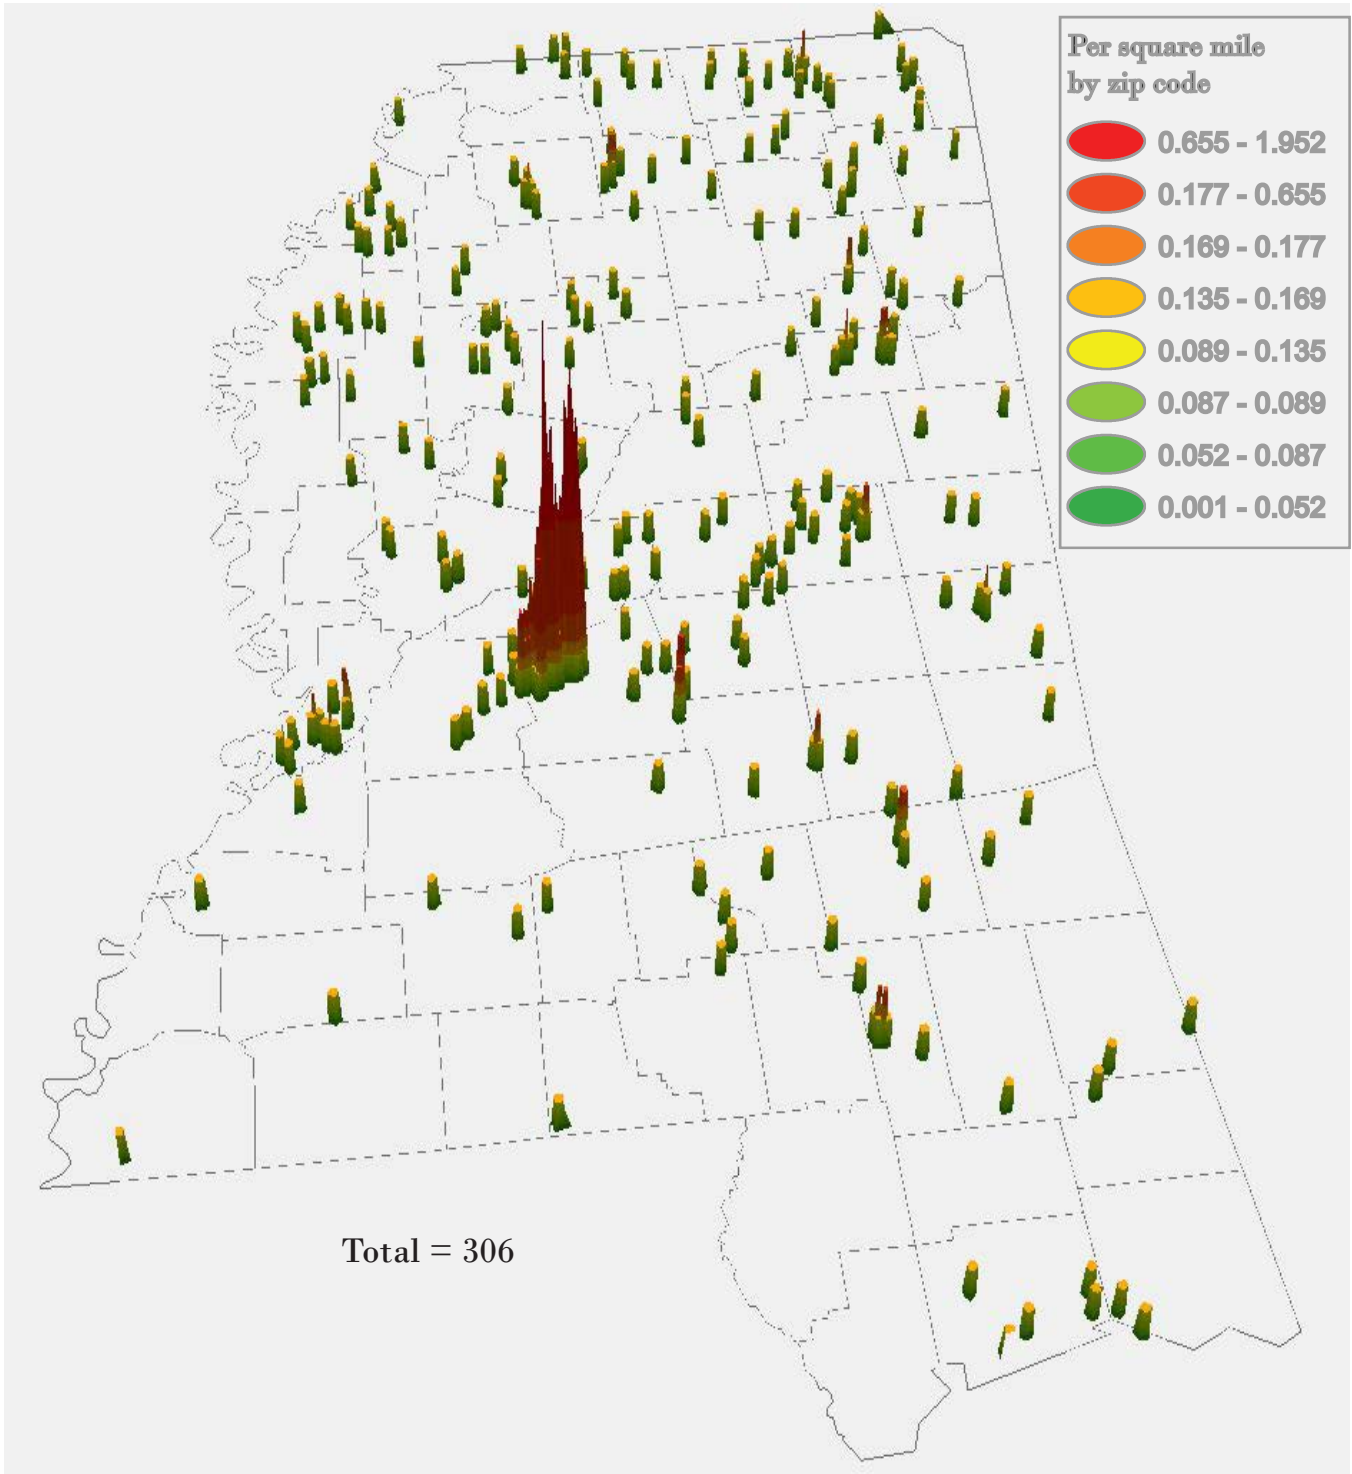 Per square mile
by zip code
0.655 - 1.952
0.177 - 0.655
0.169 - 0.177
0.135 - 0.169
0.089 - 0.135
0.087 - 0.089
0.052 - 0.087
0.001 - 0.052
Total = 306